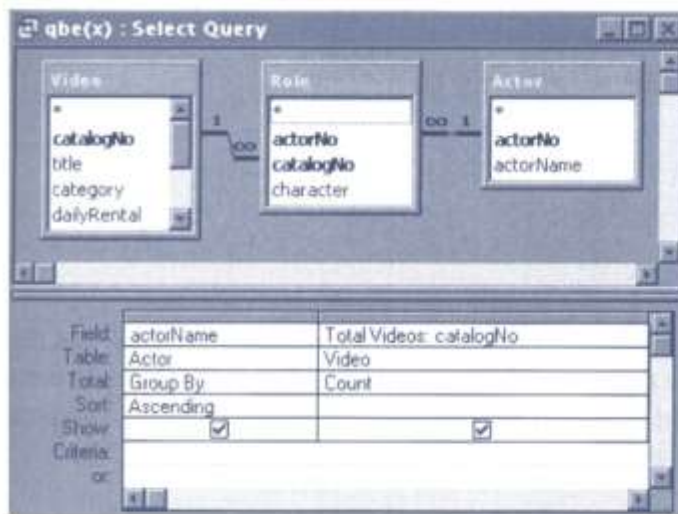 qbe(x) : Select Query
Video
*
catalogNo
title
category
dailyRental
1
∞
Role
*
actorNo
catalogNo
character
∞
1
Actor
*
actorNo
actorName
Field: actorName Total Videos: catalogNo
Table: Actor Video
Total: Group By Count
Sort: Ascending
Show:
Criteria:
or: